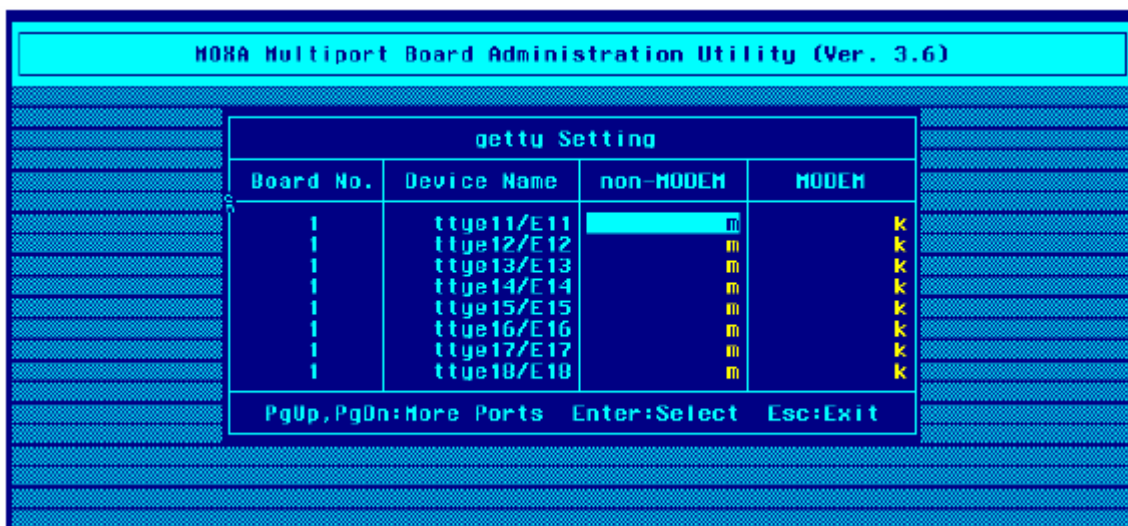 MOXA Multiport Board Administration Utility (Ver. 3.6)
getty Setting
Board No. Device Name non-MODEM MODEM
1 ttye11/E11 m k
1 ttye12/E12 m k
1 ttye13/E13 m k
1 ttye14/E14 m k
1 ttye15/E15 m k
1 ttye16/E16 m k
1 ttye17/E17 m k
1 ttye18/E18 m k
PgUp,PgDn:More Ports Enter:Select Esc:Exit